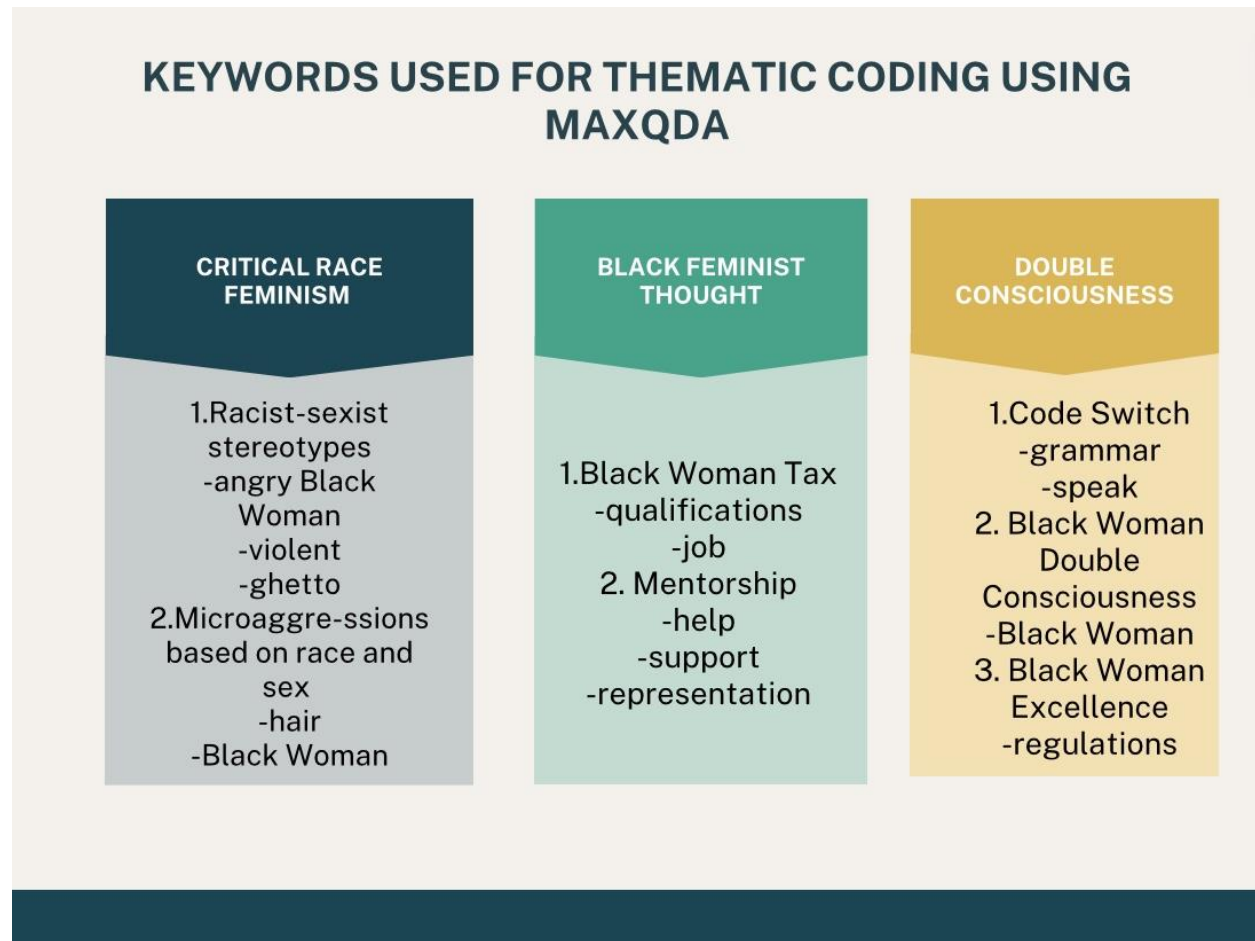 KEYWORDS USED FOR THEMATIC CODING USING
MAXQDA
CRITICAL RACE
FEMINISM
1.Racist-sexist
stereotypes
-angry Black
Woman
-violent
-ghetto
2.Microaggre-ssions
based on race and
sex
-hair
-Black Woman
BLACK FEMINIST
THOUGHT
1.Black Woman Tax
-qualifications
-job
2. Mentorship
-help
-support
-representation
DOUBLE
CONSCIOUSNESS
1.Code Switch
-grammar
-speak
2. Black Woman
Double
Consciousness
-Black Woman
3. Black Woman
Excellence
-regulations